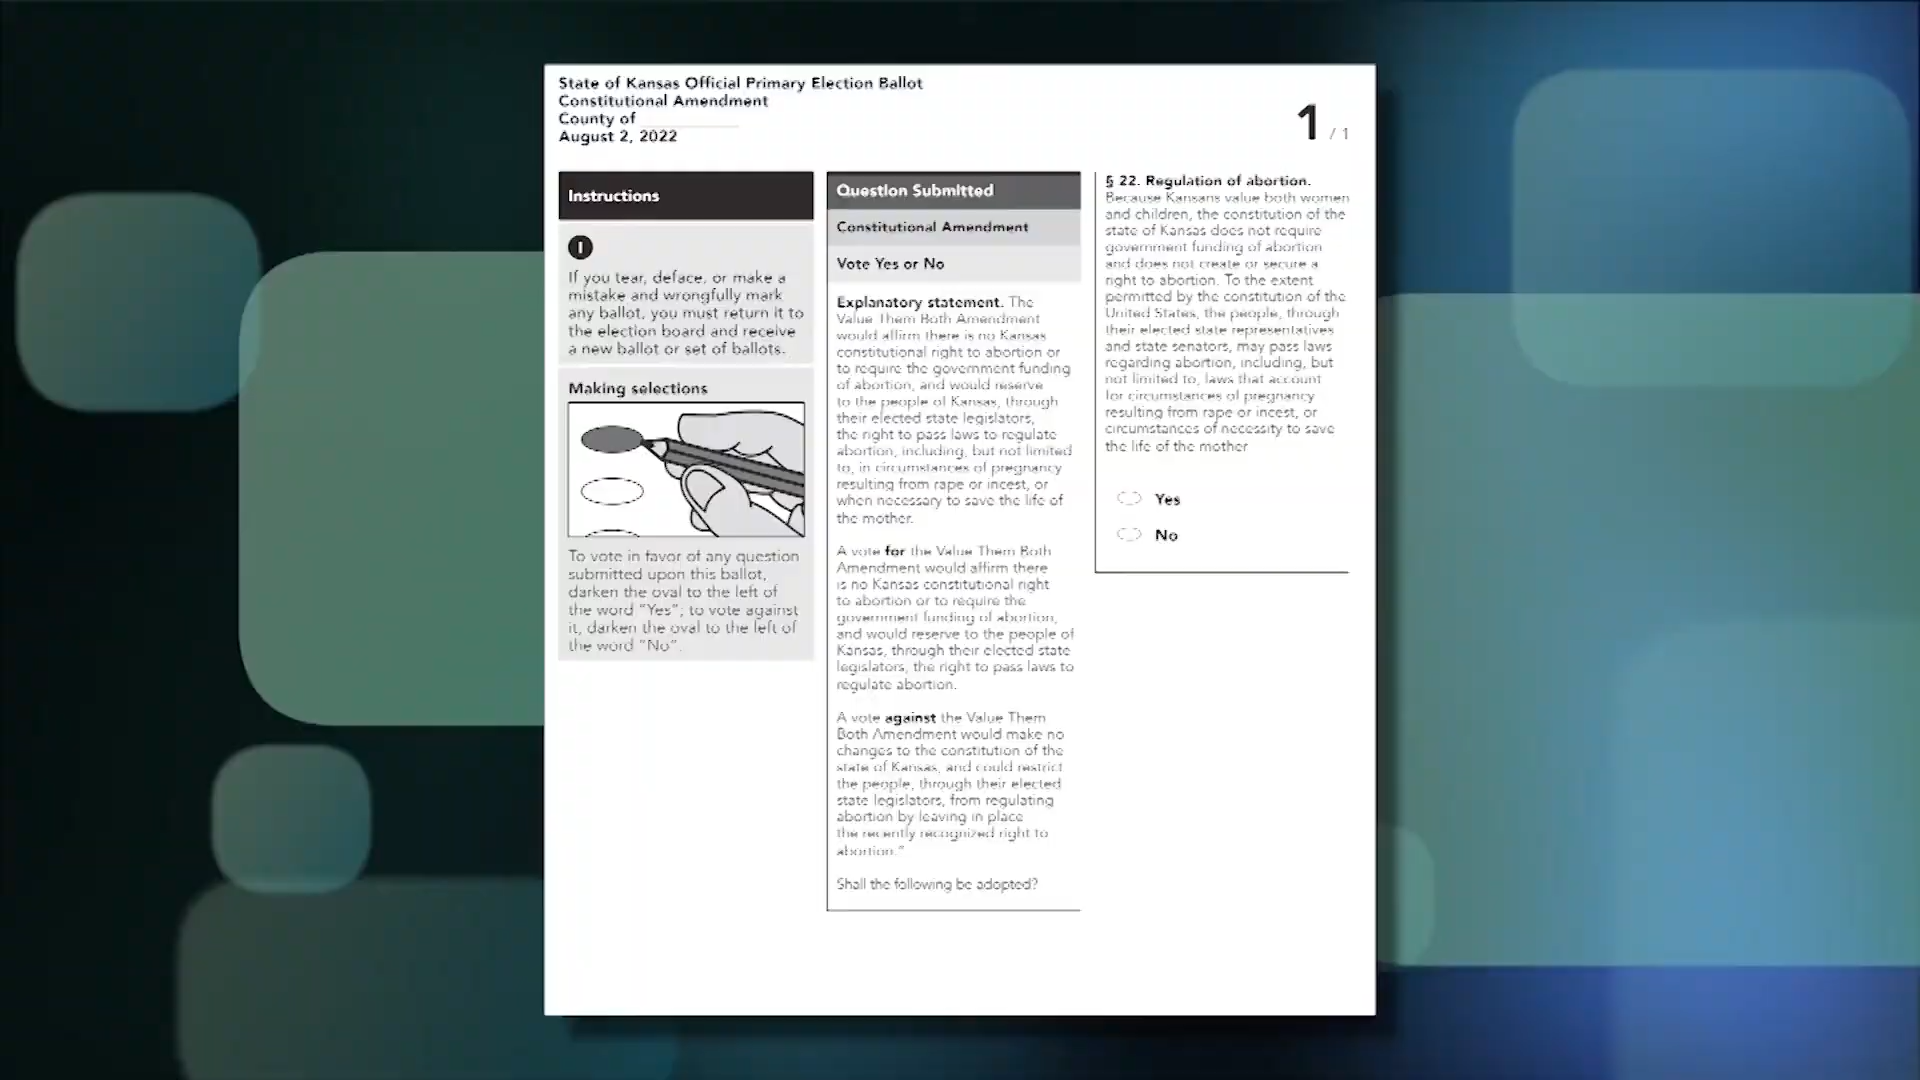 State of Kansas Official Primary Election Ballot
Constitutional Amendment
County of
August 2, 2022
1 / 1
Instructions
If you tear, deface, or make a
mistake and wrongfully mark
any ballot, you must return it to
the election board and receive
a new ballot or set of ballots.
Making selections
To vote in favor of any question
submitted upon this ballot,
darken the oval to the left of
the word "Yes"; to vote against
it, darken the oval to the left of
the word "No".
Question Submitted
Constitutional Amendment
Vote Yes or No
Explanatory statement. The
Value Them Both Amendment
would affirm there is no Kansas
constitutional right to abortion or
to require the government funding
of abortion, and would reserve
to the people of Kansas, through
their elected state legislators,
the right to pass laws to regulate
abortion, including, but not limited
to, in circumstances of pregnancy
resulting from rape or incest, or
when necessary to save the life of
the mother.
A vote for the Value Them Both
Amendment would affirm there
is no Kansas constitutional right
to abortion or to require the
government funding of abortion,
and would reserve to the people of
Kansas, through their elected state
legislators, the right to pass laws to
regulate abortion.
A vote against the Value Them
Both Amendment would make no
changes to the constitution of the
state of Kansas, and could restrict
the people, through their elected
state legislators, from regulating
abortion by leaving in place
the recently recognized right to
abortion."
Shall the following be adopted?
§ 22. Regulation of abortion.
Because Kansans value both women
and children, the constitution of the
state of Kansas does not require
government funding of abortion
and does not create or secure a
right to abortion. To the extent
permitted by the constitution of the
United States, the people, through
their elected state representatives
and state senators, may pass laws
regarding abortion, including, but
not limited to, laws that account
for circumstances of pregnancy
resulting from rape or incest, or
circumstances of necessity to save
the life of the mother
Yes
No